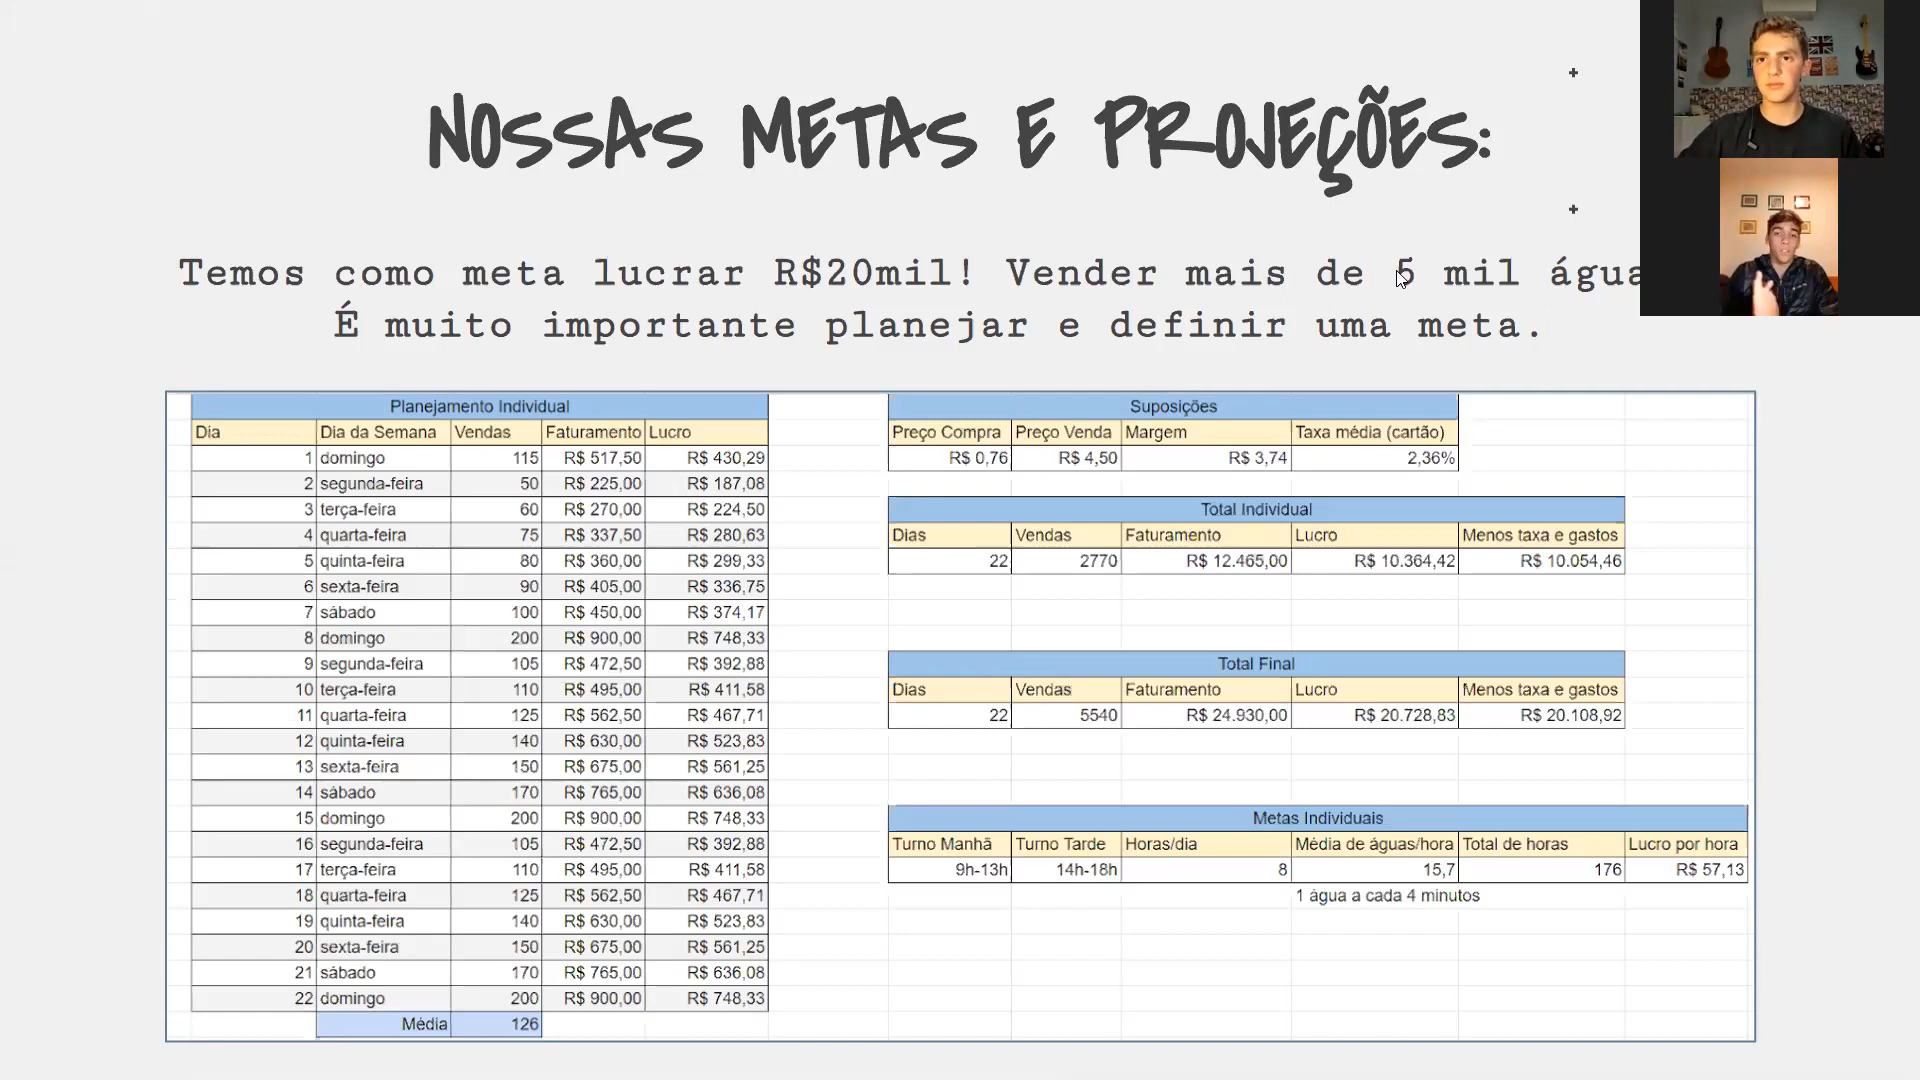 NOSSAS METAS E PROJEÇÕES:
Temos como meta lucrar R$20mil! Vender mais de 5 mil água
É muito importante planejar e definir uma meta.
Planejamento Individual
Dia Dia da Semana Vendas Faturamento Lucro
1 domingo 115 R$ 517,50 R$ 430,29
2 segunda-feira 50 R$ 225,00 R$ 187,08
3 terça-feira 60 R$ 270,00 R$ 224,50
4 quarta-feira 75 R$ 337,50 R$ 280,63
5 quinta-feira 80 R$ 360,00 R$ 299,33
6 sexta-feira 90 R$ 405,00 R$ 336,75
7 sábado 100 R$ 450,00 R$ 374,17
8 domingo 200 R$ 900,00 R$ 748,33
9 segunda-feira 105 R$ 472,50 R$ 392,88
10 terça-feira 110 R$ 495,00 R$ 411,58
11 quarta-feira 125 R$ 562,50 R$ 467,71
12 quinta-feira 140 R$ 630,00 R$ 523,83
13 sexta-feira 150 R$ 675,00 R$ 561,25
14 sábado 170 R$ 765,00 R$ 636,08
15 domingo 200 R$ 900,00 R$ 748,33
16 segunda-feira 105 R$ 472,50 R$ 392,88
17 terça-feira 110 R$ 495,00 R$ 411,58
18 quarta-feira 125 R$ 562,50 R$ 467,71
19 quinta-feira 140 R$ 630,00 R$ 523,83
20 sexta-feira 150 R$ 675,00 R$ 561,25
21 sábado 170 R$ 765,00 R$ 636,08
22 domingo 200 R$ 900,00 R$ 748,33
Média 126
Suposições
Preço Compra Preço Venda Margem Taxa média (cartão)
R$ 0,76 R$ 4,50 R$ 3,74 2,36%
Total Individual
Dias Vendas Faturamento Lucro Menos taxa e gastos
22 2770 R$ 12.465,00 R$ 10.364,42 R$ 10.054,46
Total Final
Dias Vendas Faturamento Lucro Menos taxa e gastos
22 5540 R$ 24.930,00 R$ 20.728,83 R$ 20.108,92
Metas Individuais
Turno Manhã Turno Tarde Horas/dia Média de águas/hora Total de horas Lucro por hora
9h-13h 14h-18h 8 15,7 176 R$ 57,13
1 água a cada 4 minutos